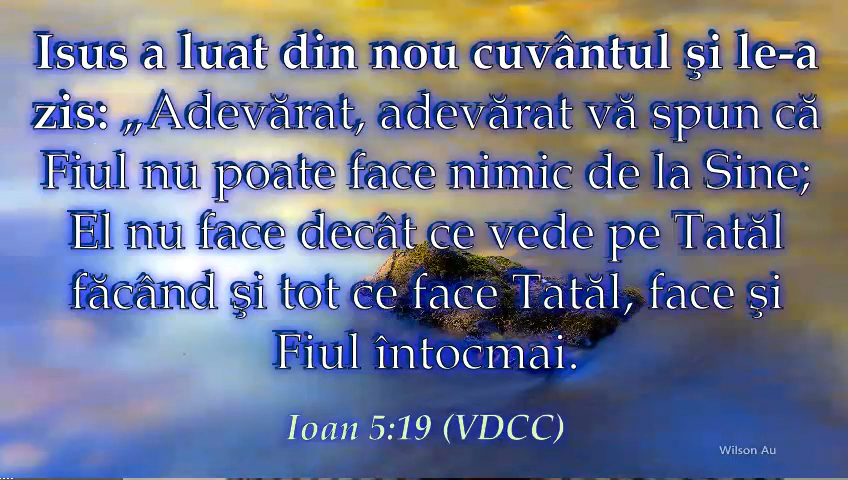 Isus a luat din nou cuvântul şi le-a
zis: „Adevărat, adevărat vă spun că
Fiul nu poate face nimic de la Sine;
El nu face decât ce vede pe Tatăl
făcând şi tot ce face Tatăl, face şi
Fiul întocmai.
Ioan 5:19 (VDCC)
Wilson Au